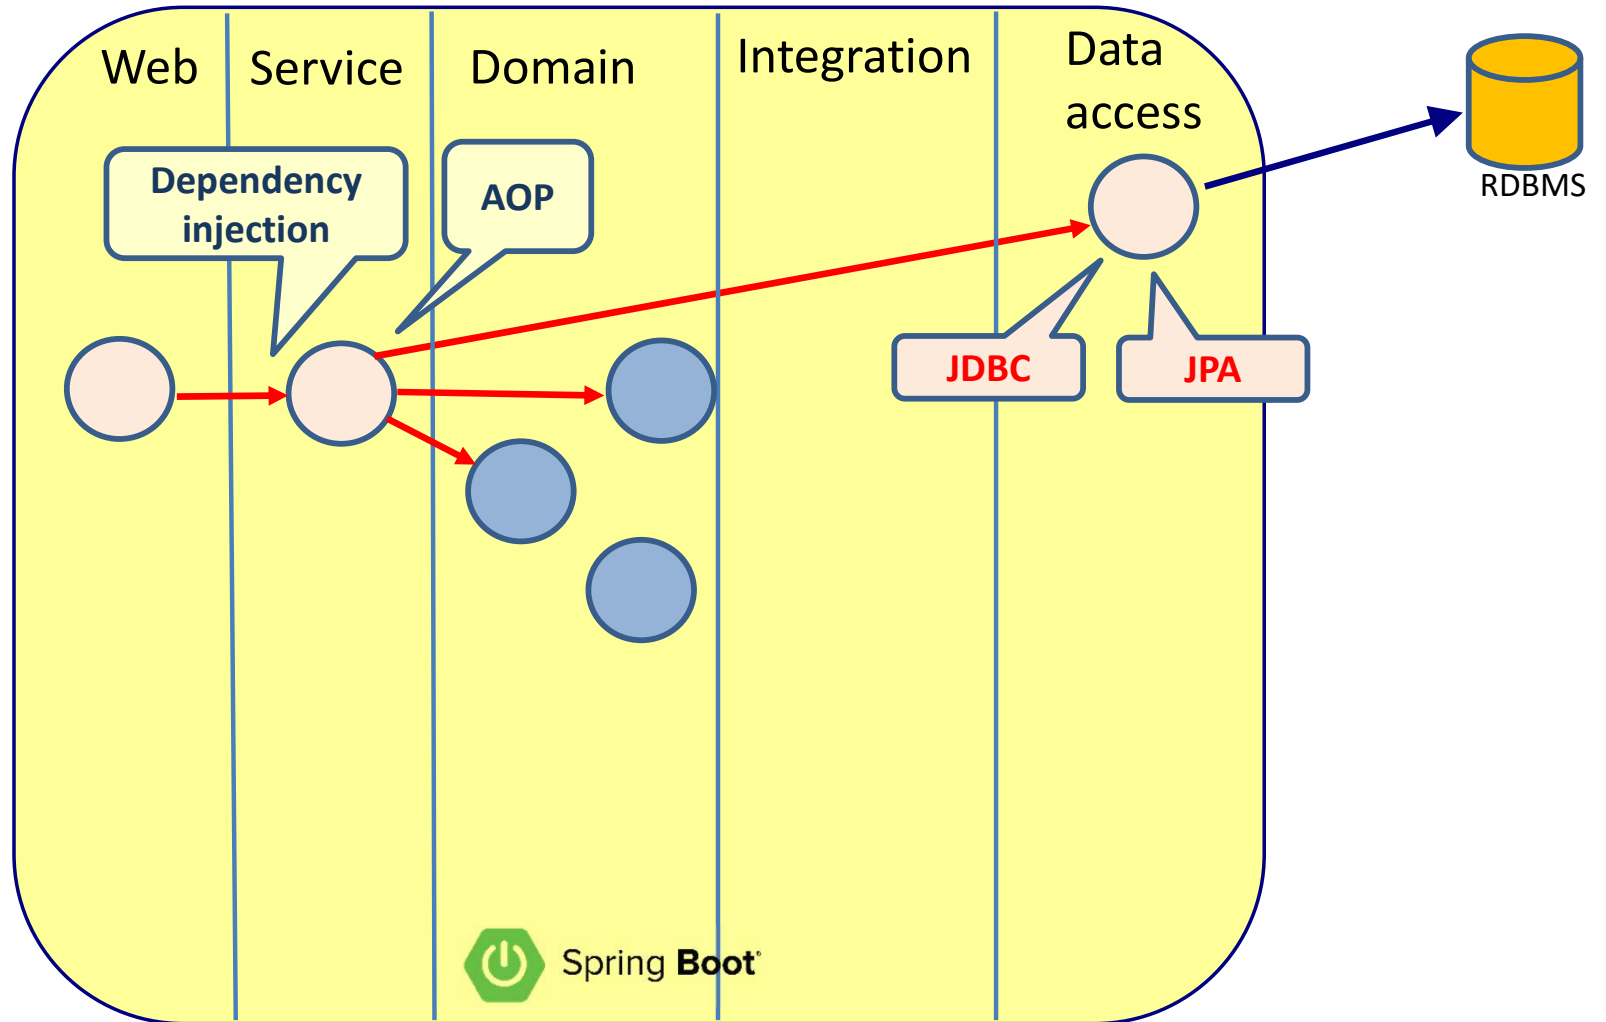 Web
Service
Domain
Integration
Data
access
Dependency
injection
AOP
RDBMS
JDBC
JPA
Spring Boot